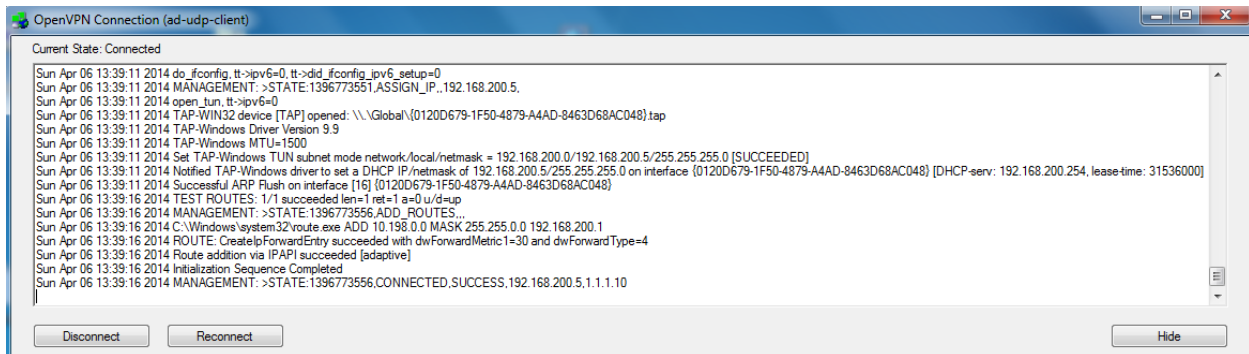 OpenVPN Connection (ad-udp-client)
Current State: Connected
Sun Apr 06 13:39:11 2014 do_ifconfig, tt->ipv6=0, tt->did_ifconfig_ipv6_setup=0
Sun Apr 06 13:39:11 2014 MANAGEMENT: >STATE:1396773551,ASSIGN_IP,,192.168.200.5,
Sun Apr 06 13:39:11 2014 open_tun, tt->ipv6=0
Sun Apr 06 13:39:11 2014 TAP-WIN32 device [TAP] opened: \\.\Global\{0120D679-1F50-4879-A4AD-8463D68AC048}.tap
Sun Apr 06 13:39:11 2014 TAP-Windows Driver Version 9.9
Sun Apr 06 13:39:11 2014 TAP-Windows MTU=1500
Sun Apr 06 13:39:11 2014 Set TAP-Windows TUN subnet mode network/local/netmask = 192.168.200.0/192.168.200.5/255.255.255.0 [SUCCEEDED]
Sun Apr 06 13:39:11 2014 Notified TAP-Windows driver to set a DHCP IP/netmask of 192.168.200.5/255.255.255.0 on interface {0120D679-1F50-4879-A4AD-8463D68AC048} [DHCP-serv: 192.168.200.254, lease-time: 31536000]
Sun Apr 06 13:39:11 2014 Successful ARP Flush on interface [16] {0120D679-1F50-4879-A4AD-8463D68AC048}
Sun Apr 06 13:39:16 2014 TEST ROUTES: 1/1 succeeded len=1 ret=1 a=0 u/d=up
Sun Apr 06 13:39:16 2014 MANAGEMENT: >STATE:1396773556,ADD_ROUTES,,,
Sun Apr 06 13:39:16 2014 C:\Windows\system32\route.exe ADD 10.198.0.0 MASK 255.255.0.0 192.168.200.1
Sun Apr 06 13:39:16 2014 ROUTE: CreateIpForwardEntry succeeded with dwForwardMetric1=30 and dwForwardType=4
Sun Apr 06 13:39:16 2014 Route addition via IPAPI succeeded [adaptive]
Sun Apr 06 13:39:16 2014 Initialization Sequence Completed
Sun Apr 06 13:39:16 2014 MANAGEMENT: >STATE:1396773556,CONNECTED,SUCCESS,192.168.200.5,1.1.1.10
Disconnect Reconnect Hide